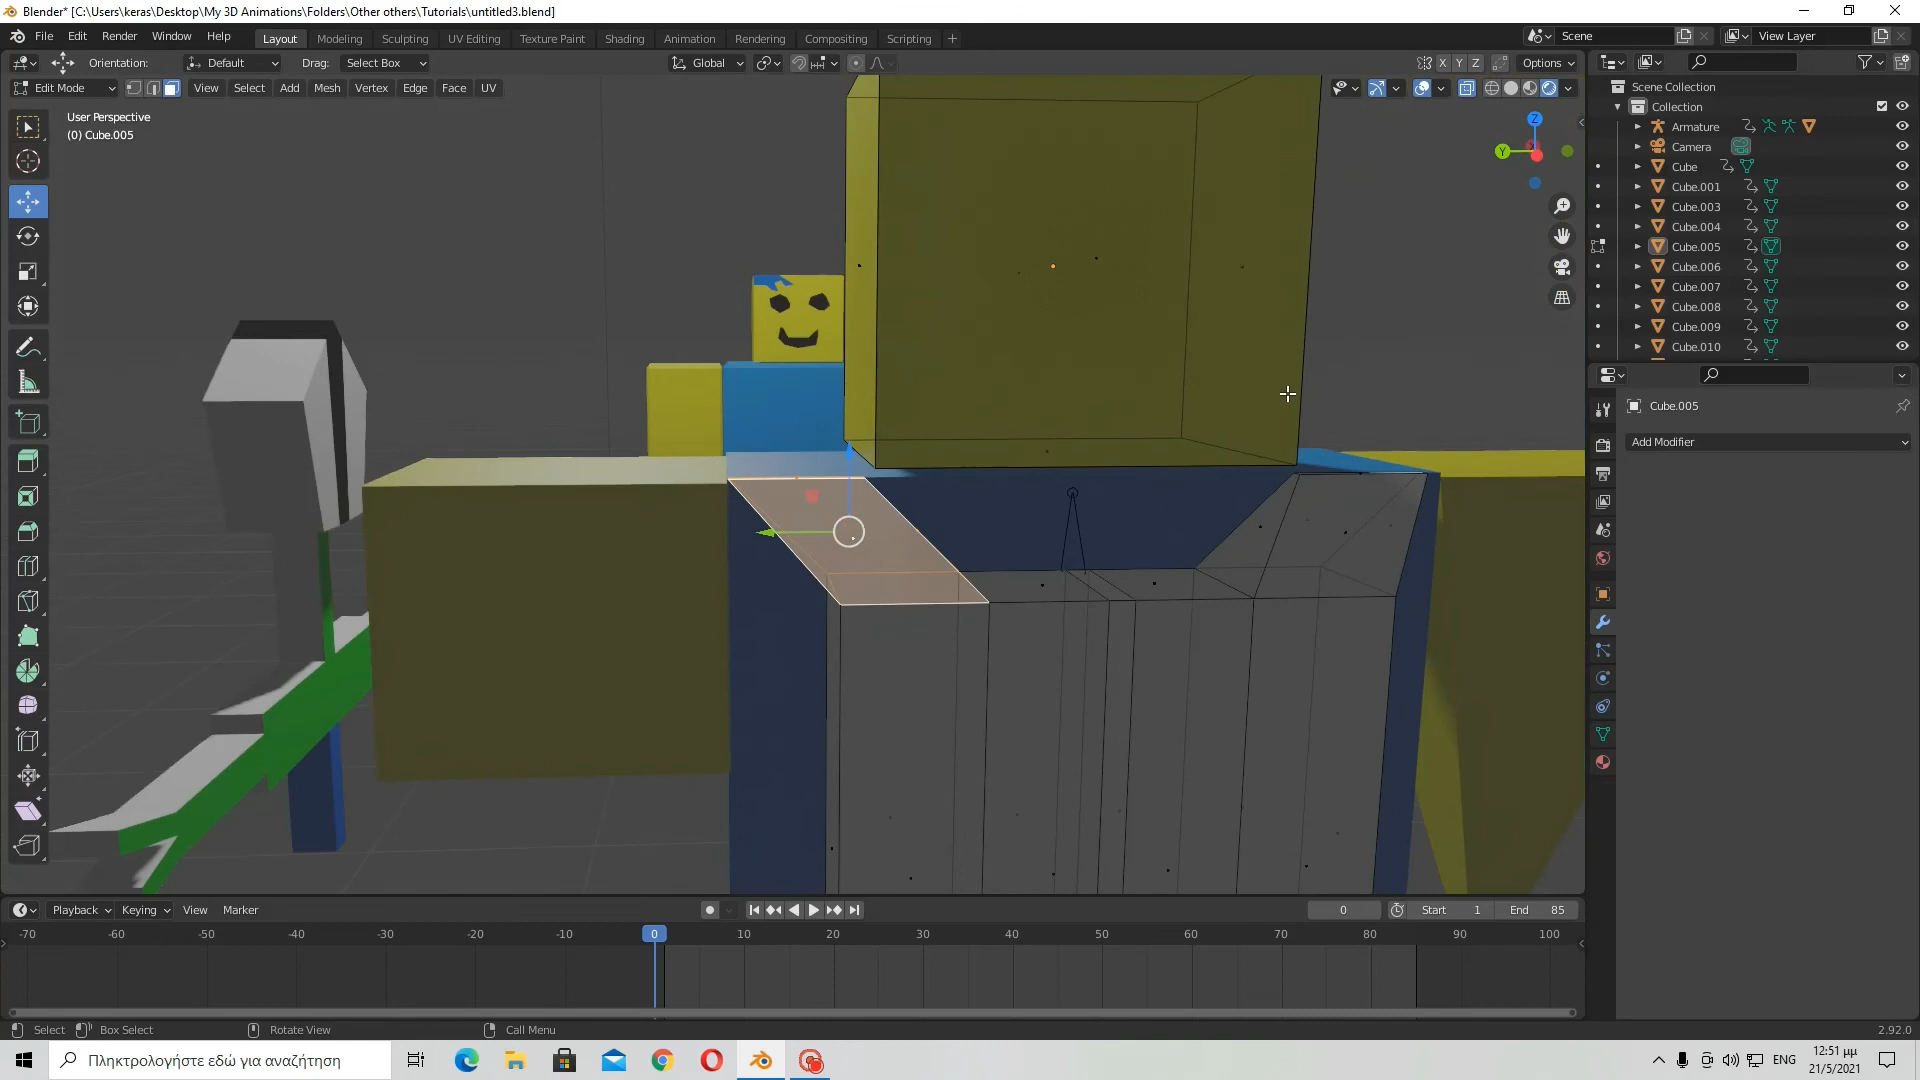 Blender* [C:\Users\keras\Desktop\My 3D Animations\Folders\Other others\Tutorials\untitled3.blend]
File Edit Render Window Help Layout Modeling Sculpting UV Editing Texture Paint Shading Animation Rendering Compositing Scripting + Scene View Layer
Orientation: Default Drag: Select Box Global X Y Z Options
Edit Mode View Select Add Mesh Vertex Edge Face UV
User Perspective
(0) Cube.005
Z
Y
Scene Collection
Collection
Armature
Camera
Cube
Cube.001
Cube.003
Cube.004
Cube.005
Cube.006
Cube.007
Cube.008
Cube.009
Cube.010
Cube.005
Add Modifier
Playback Keying View Marker 0 Start 1 End 85
-70 -60 -50 -40 -30 -20 -10 0 10 20 30 40 50 60 70 80 90 100
Select Box Select Rotate View Call Menu 2.92.0
Πληκτρολογήστε εδώ για αναζήτηση ENG 12:51 μμ
21/5/2021